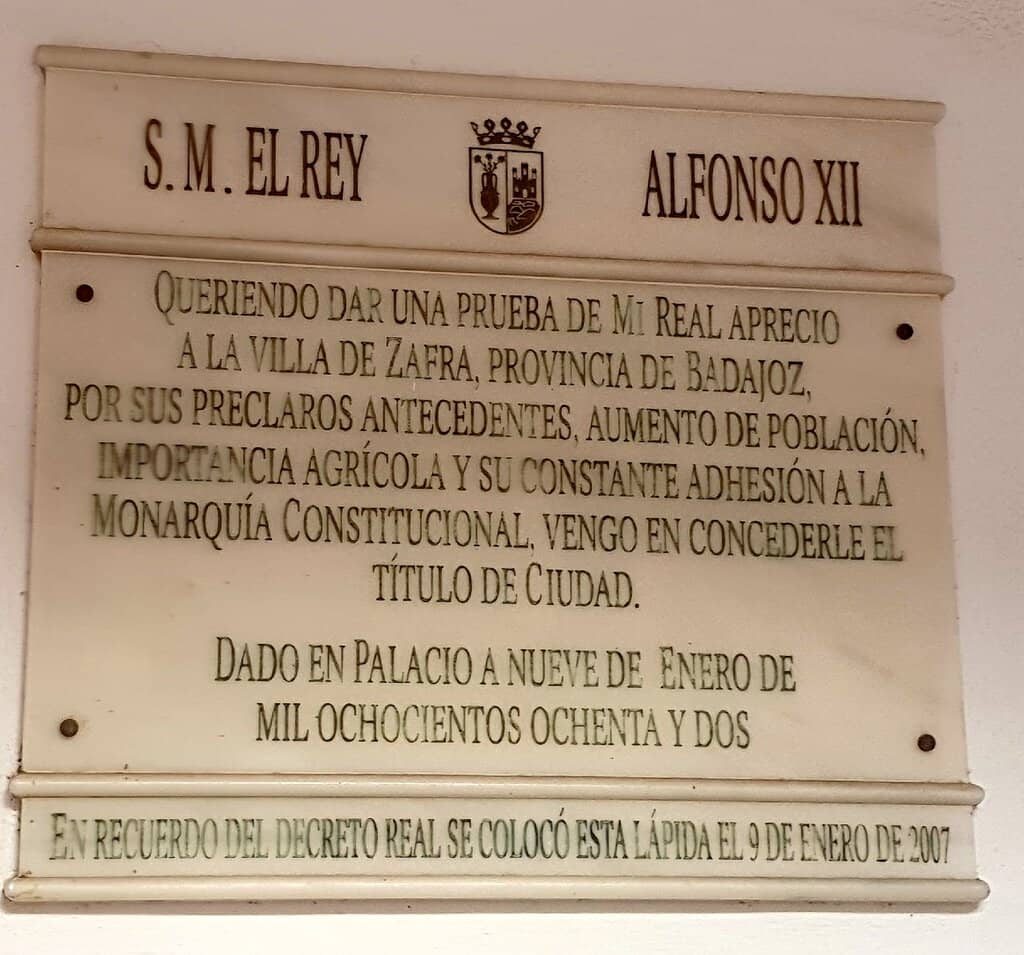 S. M. EL REY ALFONSO XII
QUERIENDO DAR UNA PRUEBA DE MI REAL APRECIO
A LA VILLA DE ZAFRA, PROVINCIA DE BADAJOZ,
POR SUS PRECLAROS ANTECEDENTES, AUMENTO DE POBLACIÓN,
IMPORTANCIA AGRÍCOLA Y SU CONSTANTE ADHESIÓN A LA
MONARQUÍA CONSTITUCIONAL, VENGO EN CONCEDERLE EL
TÍTULO DE CIUDAD.
DADO EN PALACIO A NUEVE DE ENERO DE
MIL OCHOCIENTOS OCHENTA Y DOS
EN RECUERDO DEL DECRETO REAL SE COLOCÓ ESTA LÁPIDA EL 9 DE ENERO DE 2007